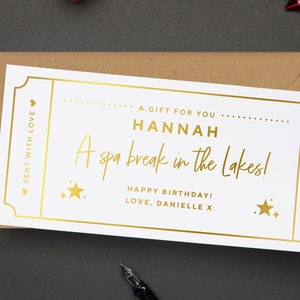 SENT WITH LOVE
A GIFT FOR YOU
HANNAH
A spa break in the Lakes!
HAPPY BIRTHDAY!
LOVE, DANIELLE X